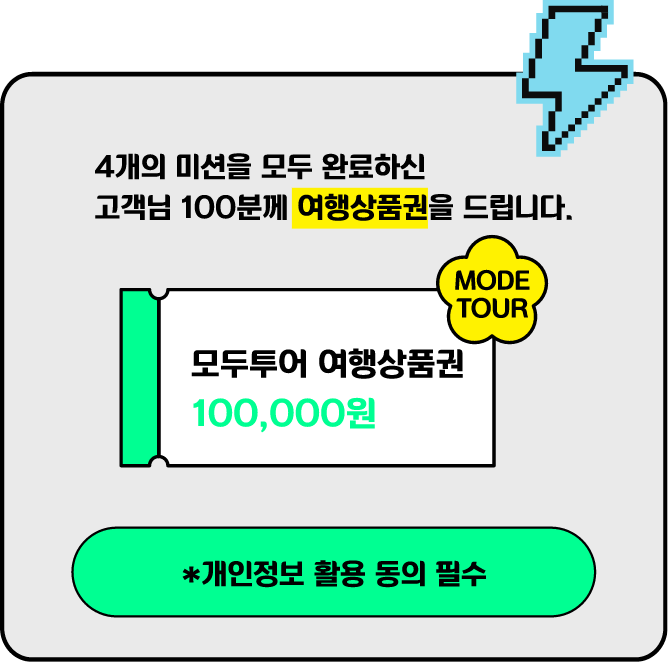 4개의 미션을 모두 완료하신
고객님 100분께 여행상품권을 드립니다.
MODE
TOUR
모두투어 여행상품권
100,000원
*개인정보 활용 동의 필수